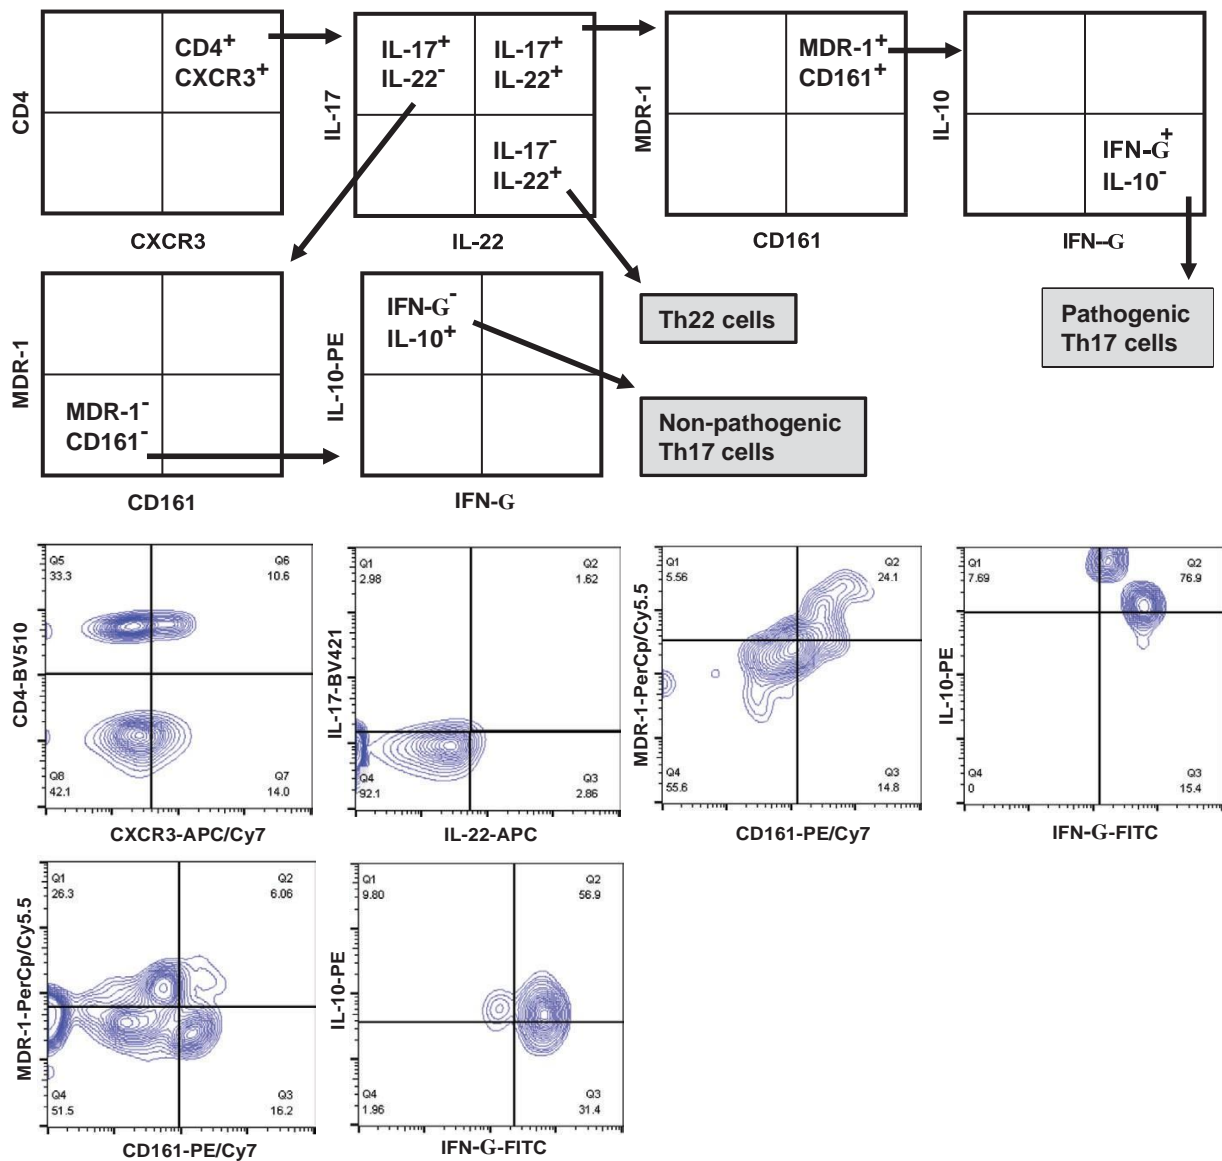 CD4
CD4+
CXCR3+
CXCR3
IL-17
IL-17+
IL-22-
IL-17+
IL-22+
IL-17-
IL-22+
IL-22
MDR-1
MDR-1+
CD161+
CD161
IL-10
IFN-G+
IL-10-
IFN--G
MDR-1
MDR-1-
CD161-
CD161
IL-10-PE
IFN-G-
IL-10+
IFN-G
Th22 cells
Non-pathogenic
Th17 cells
Pathogenic
Th17 cells
CD4-BV510
Q5
33.3
Q6
10.6
Q8
42.1
Q7
14.0
CXCR3-APC/Cy7
IL-17-BV421
Q1
2.98
Q2
1.62
Q4
92.1
Q3
2.86
IL-22-APC
MDR-1-PerCp/Cy5.5
Q1
5.56
Q2
24.1
Q4
55.6
Q3
14.8
CD161-PE/Cy7
IL-10-PE
Q1
7.69
Q2
76.9
Q4
0
Q3
15.4
IFN-G-FITC
MDR-1-PerCp/Cy5.5
Q1
26.3
Q2
6.06
Q4
51.5
Q3
16.2
CD161-PE/Cy7
IL-10-PE
Q1
9.80
Q2
56.9
Q4
1.96
Q3
31.4
IFN-G-FITC